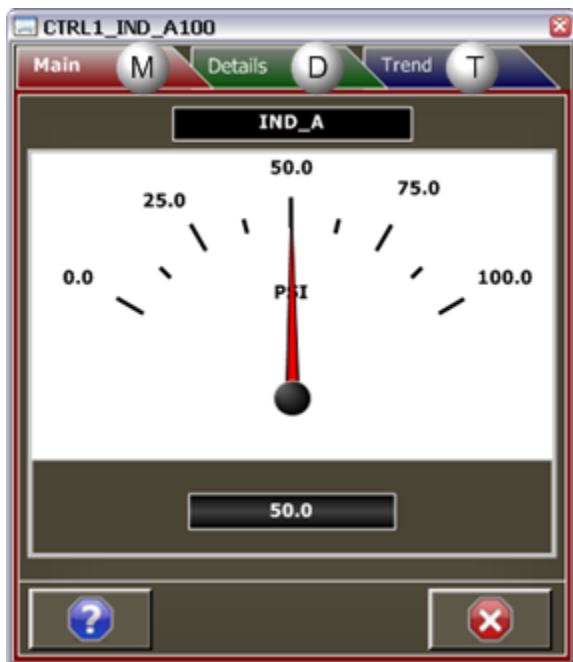 CTRL1_IND_A100
Main M Details D Trend T
IND_A
50.0
25.0 75.0
0.0 100.0
PSI
50.0
?